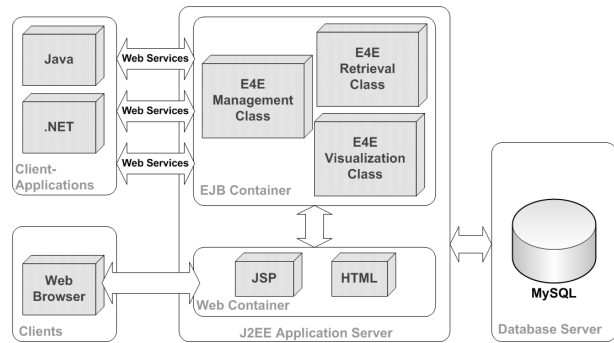 Java
.NET
Client-
Applications
Web Services
Web Services
Web Services
E4E
Management
Class
E4E
Retrieval
Class
E4E
Visualization
Class
EJB Container
Web
Browser
Clients
JSP
HTML
Web Container
J2EE Application Server
MySQL
Database Server